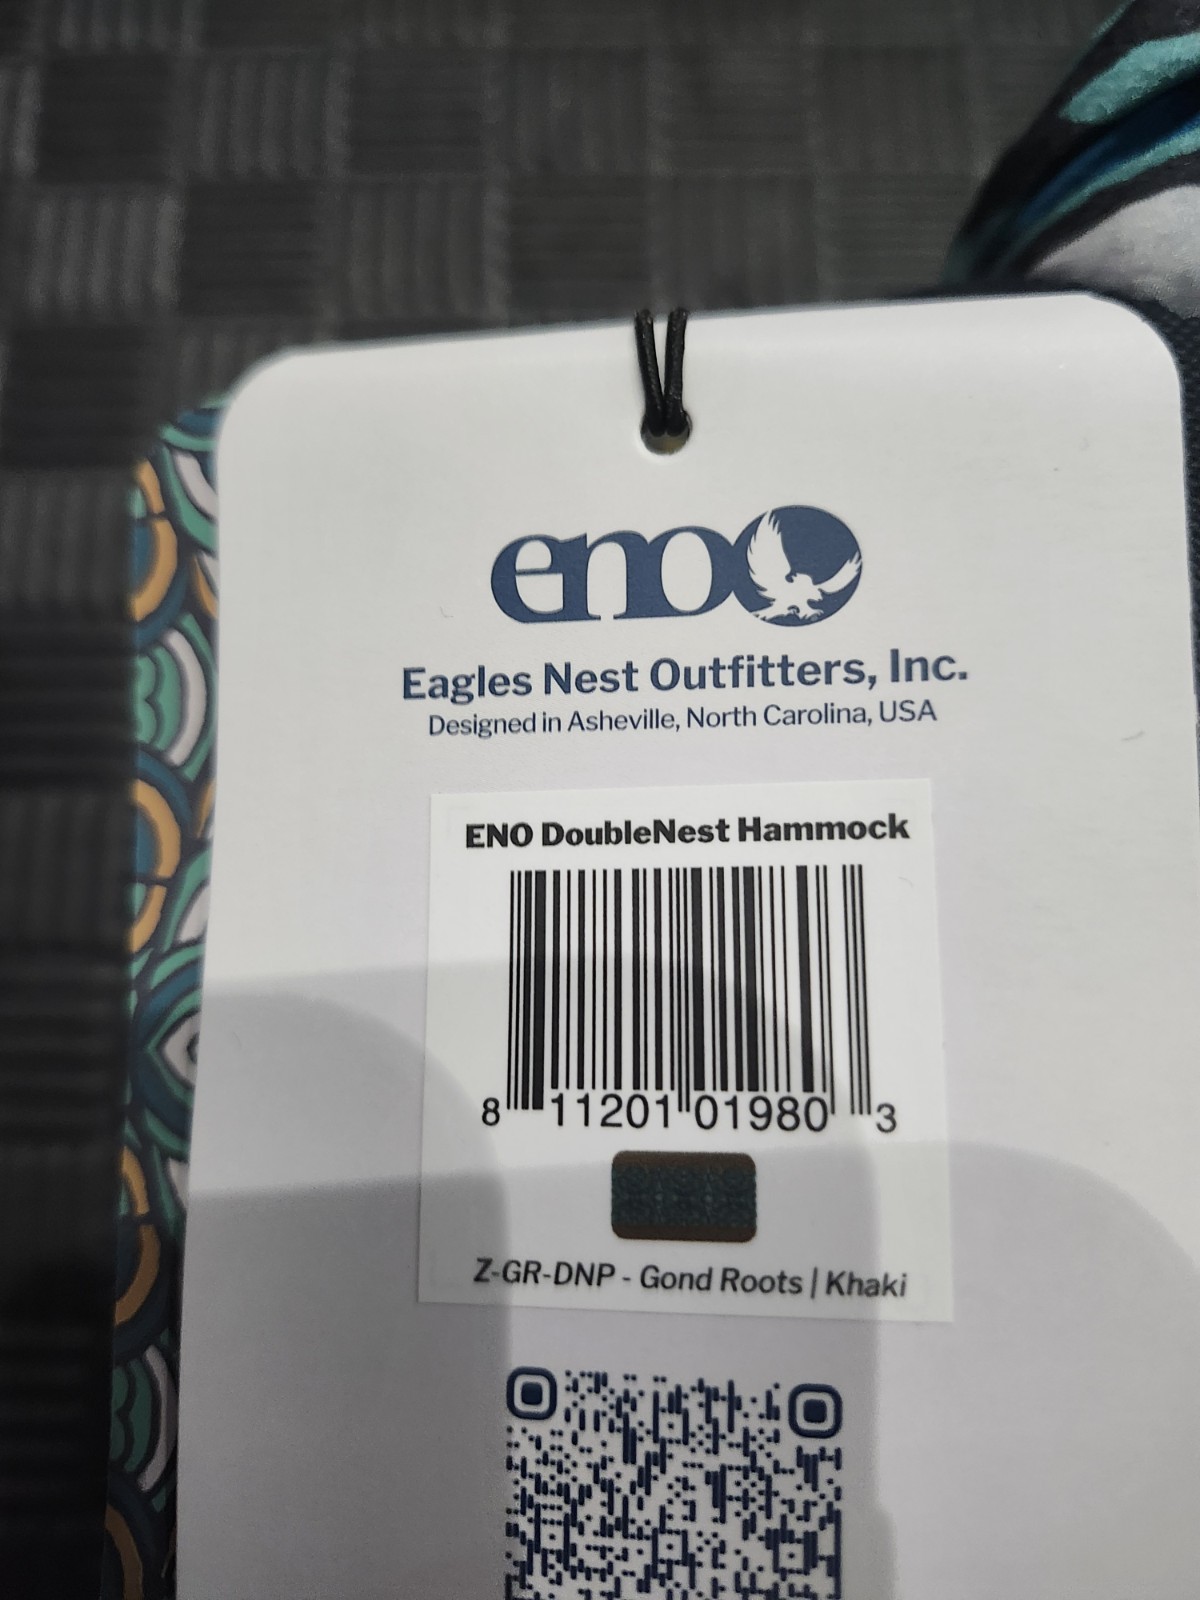 eno
Eagles Nest Outfitters, Inc.
Designed in Asheville, North Carolina, USA
ENO DoubleNest Hammock
8 11201 01980 3
Z-GR-DNP - Gond Roots | Khaki